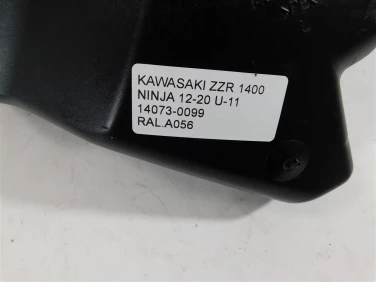 KAWASAKI ZZR 1400
NINJA 12-20 U-11
14073-0099
RAL.A056